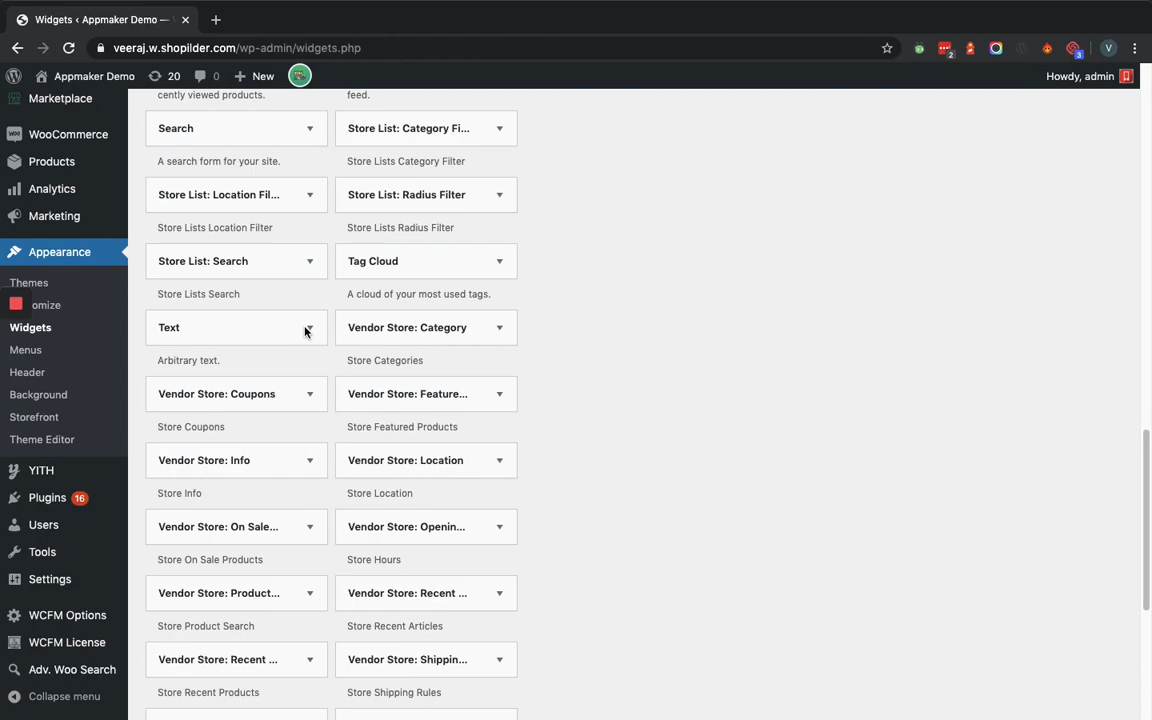 Widgets ‹ Appmaker Demo —
veeraj.w.shopilder.com/wp-admin/widgets.php
2
3
V
Appmaker Demo
20
0
New
Howdy, admin
Marketplace
WooCommerce
Products
Analytics
Marketing
Appearance
Themes
omize
Widgets
Menus
Header
Background
Storefront
Theme Editor
YITH
Plugins 16
Users
Tools
Settings
WCFM Options
WCFM License
Adv. Woo Search
Collapse menu
cently viewed products.
feed.
Search
Store List: Category Fi...
A search form for your site.
Store Lists Category Filter
Store List: Location Fil...
Store List: Radius Filter
Store Lists Location Filter
Store Lists Radius Filter
Store List: Search
Tag Cloud
Store Lists Search
A cloud of your most used tags.
Text
Vendor Store: Category
Arbitrary text.
Store Categories
Vendor Store: Coupons
Vendor Store: Feature...
Store Coupons
Store Featured Products
Vendor Store: Info
Vendor Store: Location
Store Info
Store Location
Vendor Store: On Sale...
Vendor Store: Openin...
Store On Sale Products
Store Hours
Vendor Store: Product...
Vendor Store: Recent ...
Store Product Search
Store Recent Articles
Vendor Store: Recent ...
Vendor Store: Shippin...
Store Recent Products
Store Shipping Rules